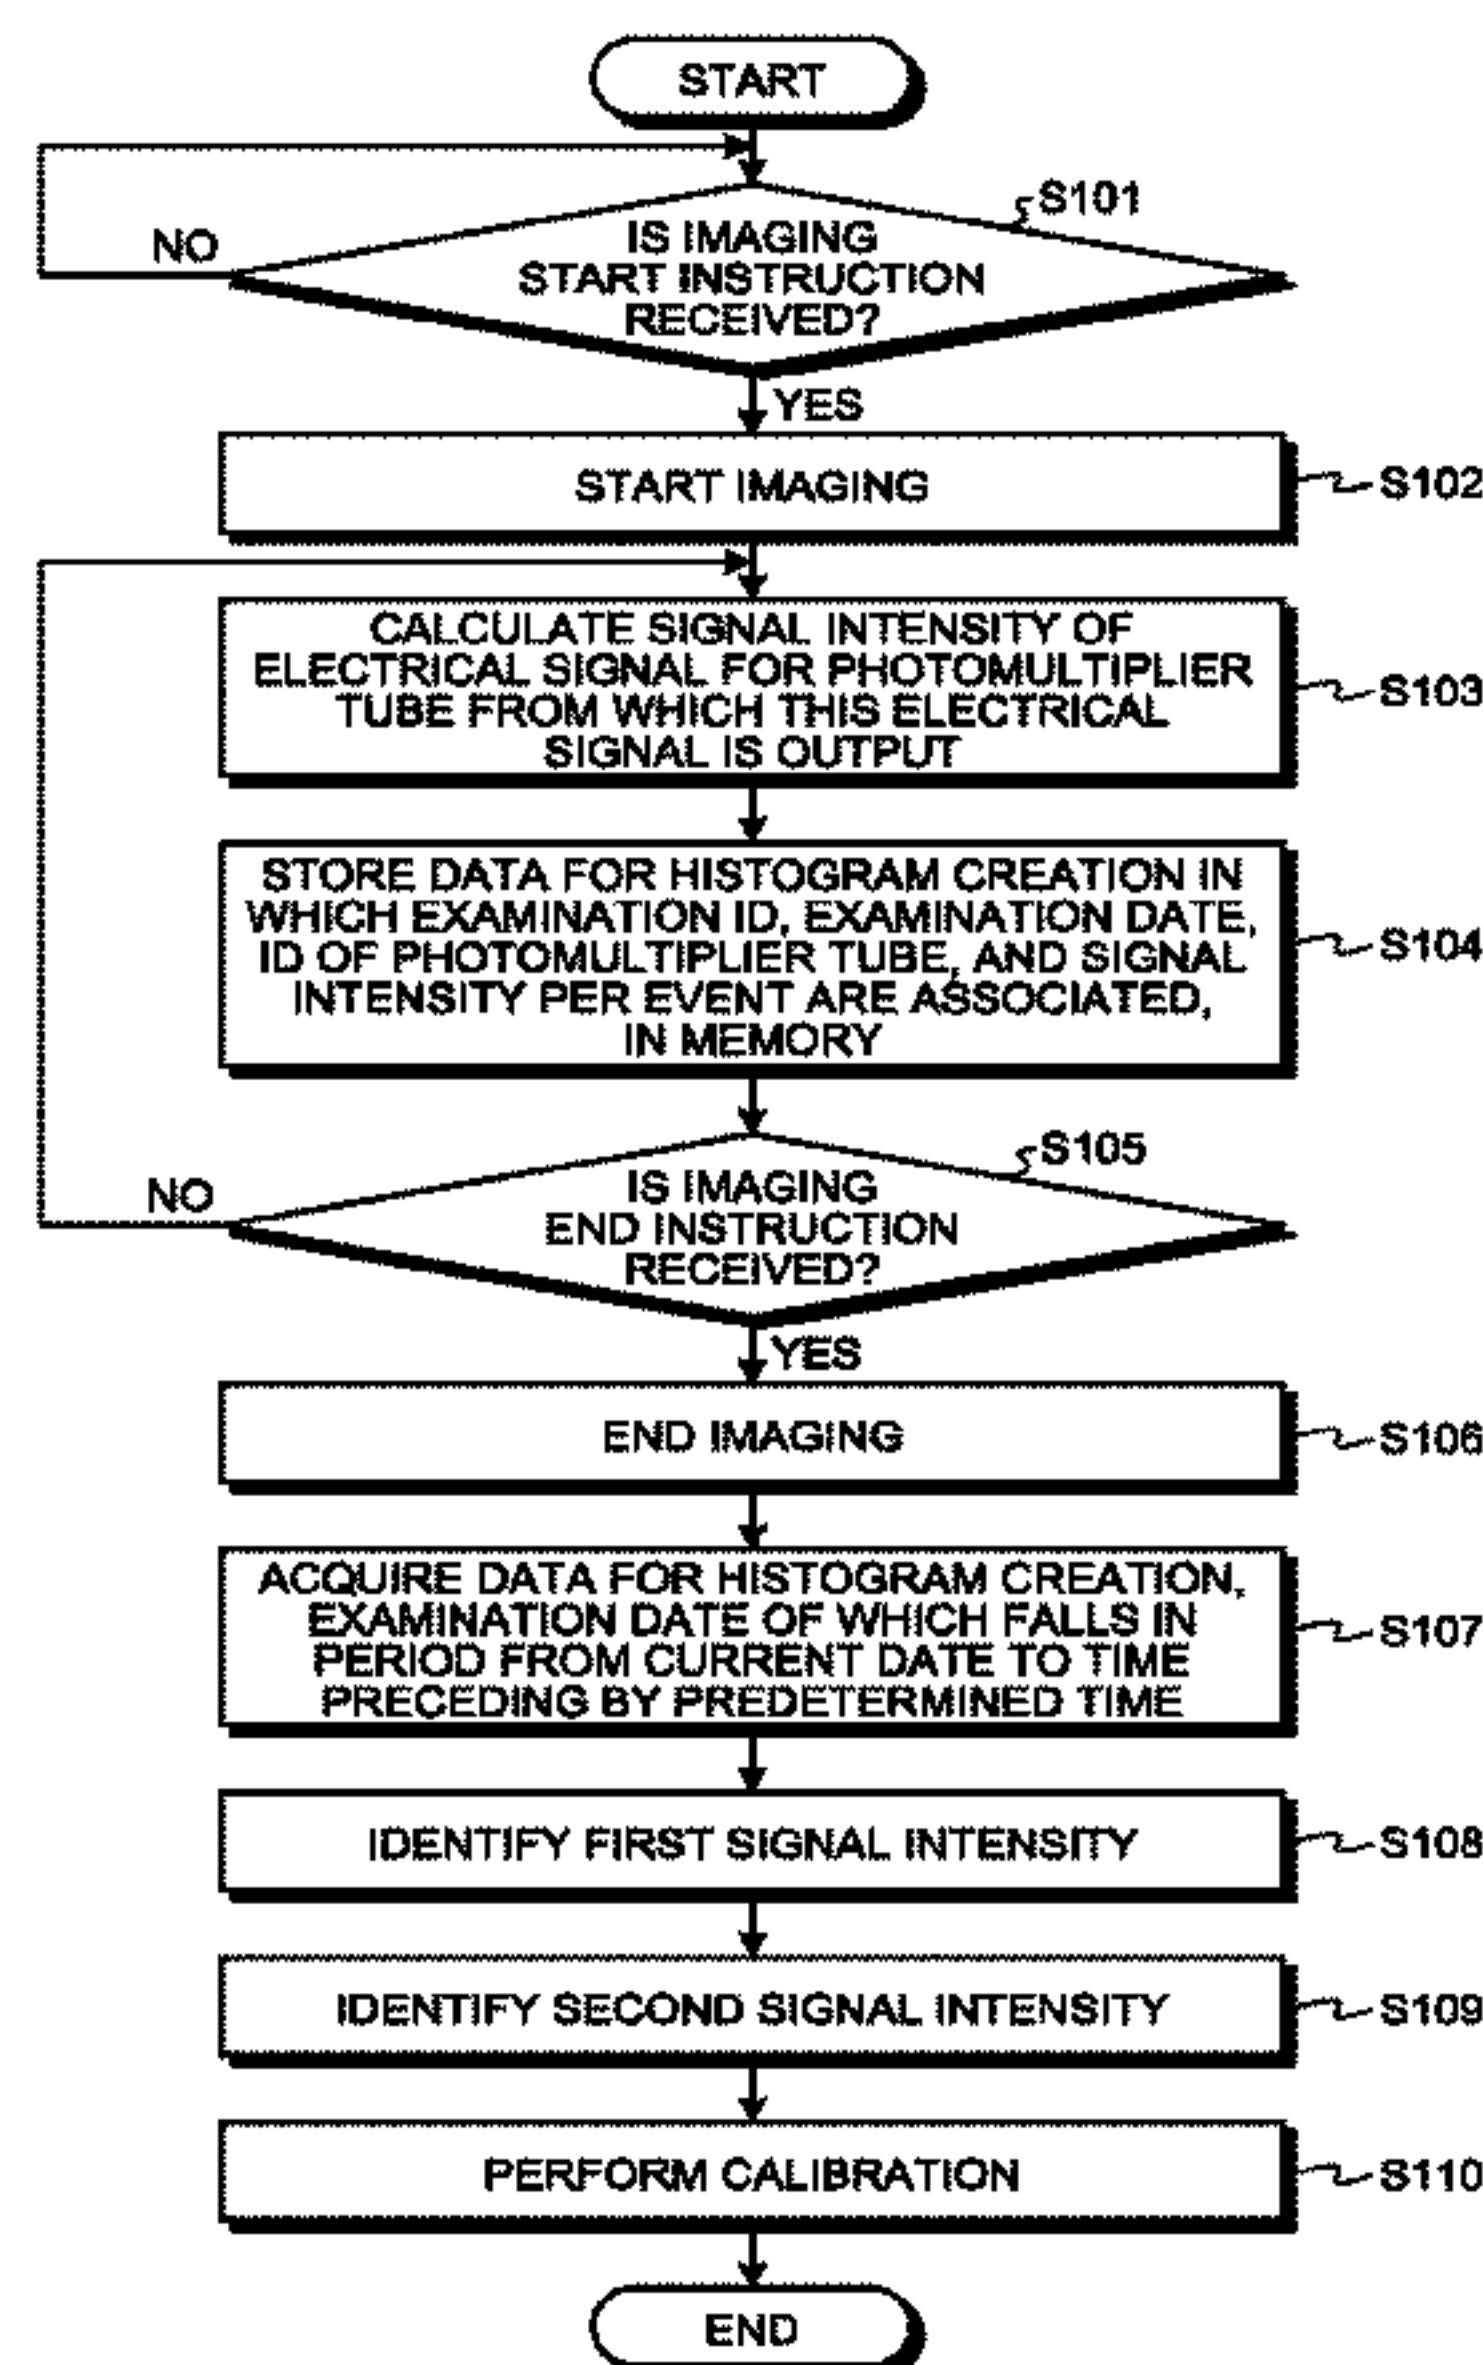 START
S101
IS IMAGING
START INSTRUCTION
RECEIVED?
NO
YES
START IMAGING
S102
CALCULATE SIGNAL INTENSITY OF
ELECTRICAL SIGNAL FOR PHOTOMULTIPLIER
TUBE FROM WHICH THIS ELECTRICAL
SIGNAL IS OUTPUT
S103
STORE DATA FOR HISTOGRAM CREATION IN
WHICH EXAMINATION ID, EXAMINATION DATE,
ID OF PHOTOMULTIPLIER TUBE, AND SIGNAL
INTENSITY PER EVENT ARE ASSOCIATED,
IN MEMORY
S104
S105
IS IMAGING
END INSTRUCTION
RECEIVED?
NO
YES
END IMAGING
S106
ACQUIRE DATA FOR HISTOGRAM CREATION,
EXAMINATION DATE OF WHICH FALLS IN
PERIOD FROM CURRENT DATE TO TIME
PRECEDING BY PREDETERMINED TIME
S107
IDENTIFY FIRST SIGNAL INTENSITY
S108
IDENTIFY SECOND SIGNAL INTENSITY
S109
PERFORM CALIBRATION
S110
END